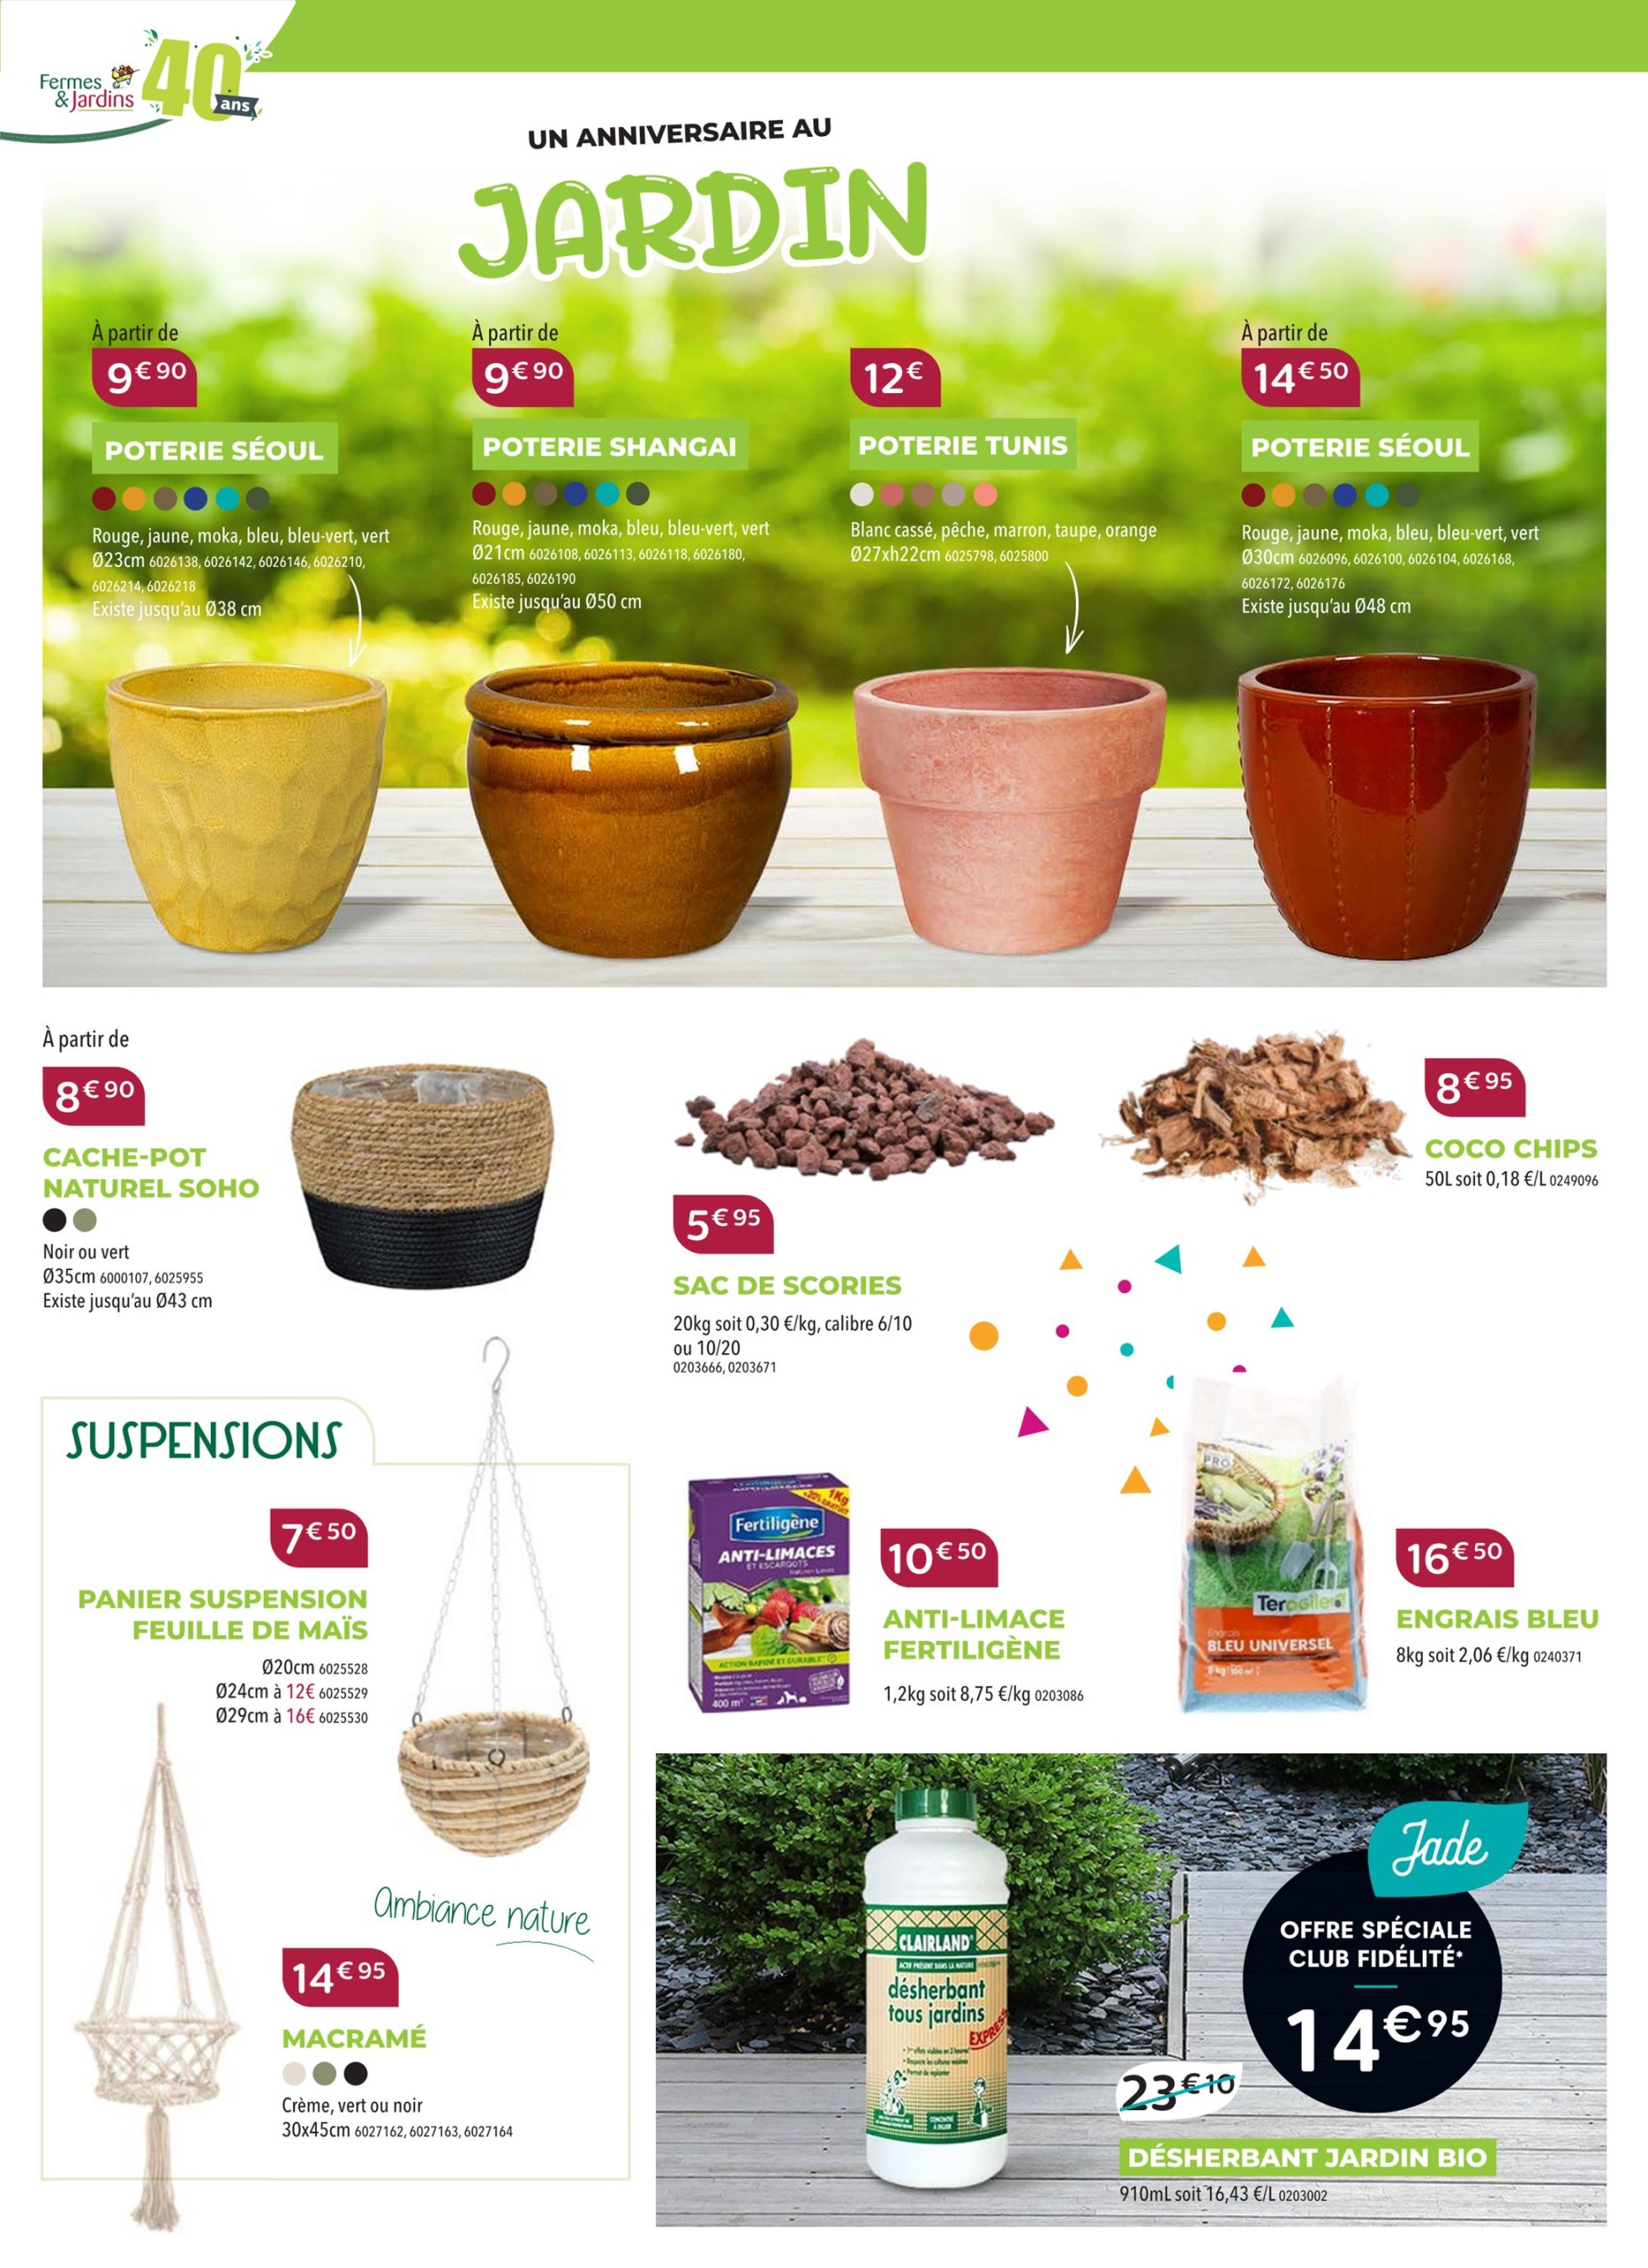 Fermes
& Jardins
40
ans
UN ANNIVERSAIRE AU
JARDIN
À partir de
9€90
POTERIE SÉOUL
Rouge, jaune, moka, bleu, bleu-vert, vert
Ø23cm 6026138, 6026142, 6026146, 6026210,
6026214, 6026218
Existe jusqu'au Ø38 cm
À partir de
9€90
POTERIE SHANGAI
Rouge, jaune, moka, bleu, bleu-vert, vert
Ø21cm 6026108, 6026113, 6026118, 6026180,
6026185, 6026190
Existe jusqu'au Ø50 cm
12€
POTERIE TUNIS
Blanc cassé, pêche, marron, taupe, orange
Ø27xh22cm 6025798, 6025800
À partir de
14€50
POTERIE SÉOUL
Rouge, jaune, moka, bleu, bleu-vert, vert
Ø30cm 6026096, 6026100, 6026104, 6026168,
6026172, 6026176
Existe jusqu'au Ø48 cm
À partir de
8€90
CACHE-POT
NATUREL SOHO
Noir ou vert
Ø35cm 6000107, 6025955
Existe jusqu'au Ø43 cm
5€95
SAC DE SCORIES
20kg soit 0,30 €/kg, calibre 6/10
ou 10/20
0203666, 0203671
8€95
COCO CHIPS
50L soit 0,18 €/L 0249096
SUSPENSIONS
7€50
PANIER SUSPENSION
FEUILLE DE MAÏS
Ø20cm 6025528
Ø24cm à 12€ 6025529
Ø29cm à 16€ 6025530
Ambiance nature
14€95
MACRAMÉ
Crème, vert ou noir
30x45cm 6027162, 6027163, 6027164
1Kg
Fertiligène
ANTI-LIMACES
ET ESCARGOTS
ACTION RAPIDE ET DURABLE
400 m²
10€50
ANTI-LIMACE
FERTILIGÈNE
1,2kg soit 8,75 €/kg 0203086
PRO
Teragile
Engrais
BLEU UNIVERSEL
8 kg/100 m²
16€50
ENGRAIS BLEU
8kg soit 2,06 €/kg 0240371
CLAIRLAND
ACTIF PRÉSENT DANS LA NATURE
désherbant
tous jardins
EXPRESS
Jade
OFFRE SPÉCIALE
CLUB FIDÉLITÉ*
14€95
23€10
DÉSHERBANT JARDIN BIO
910mL soit 16,43 €/L 0203002